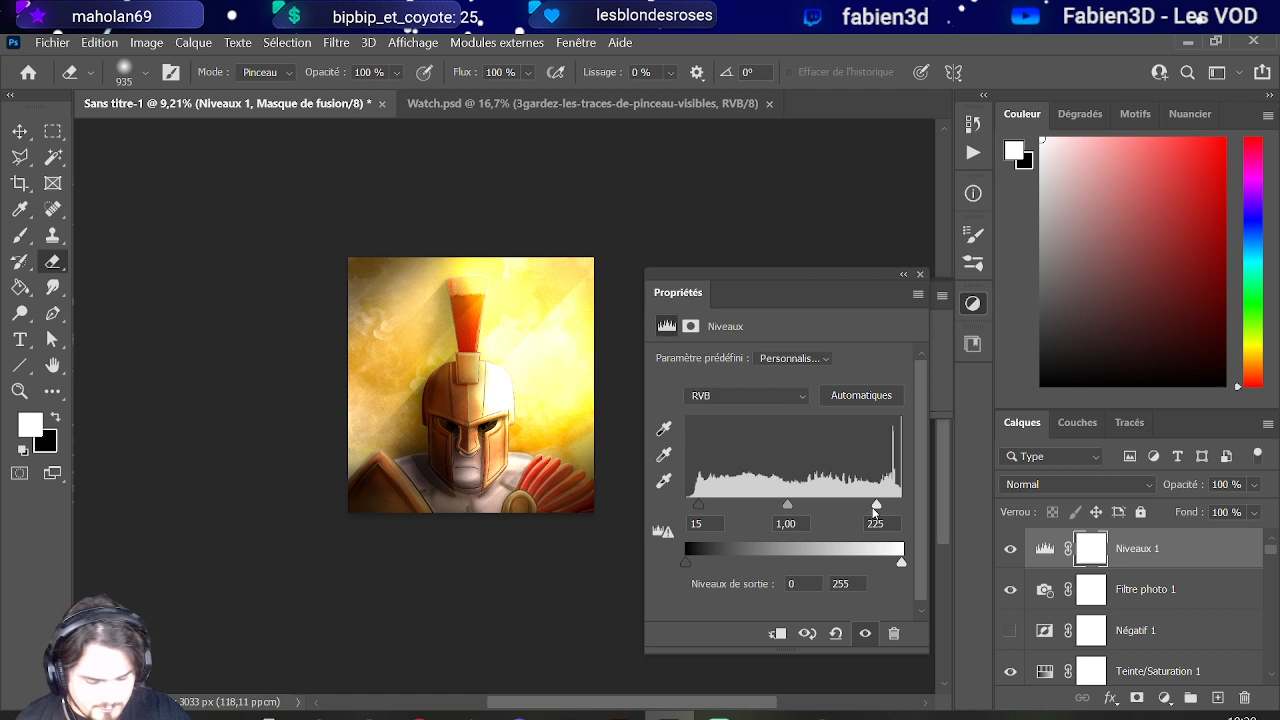 maholan69
bipbip_et_coyote: 25
lesblondesroses
fabien3d
Fabien3D - Les VOD
Ps Fichier Edition Image Calque Texte Sélection Filtre 3D Affichage Modules externes Fenêtre Aide
935 Mode : Pinceau Opacité : 100 % Flux : 100 % Lissage : 0 % 0° Effacer de l'historique
Sans titre-1 @ 9,21% (Niveaux 1, Masque de fusion/8) * ×
Watch.psd @ 16,7% (3gardez-les-traces-de-pinceau-visibles, RVB/8) ×
Couleur Dégradés Motifs Nuancier
Propriétés
Niveaux
Paramètre prédéfini : Personnalis...
RVB Automatiques
15 1,00 225
Niveaux de sortie : 0 255
Calques Couches Tracés
Type
Normal Opacité : 100 %
Verrou : Fond : 100 %
Niveaux 1
Filtre photo 1
Négatif 1
Teinte/Saturation 1
3033 px (118,11 ppcm)